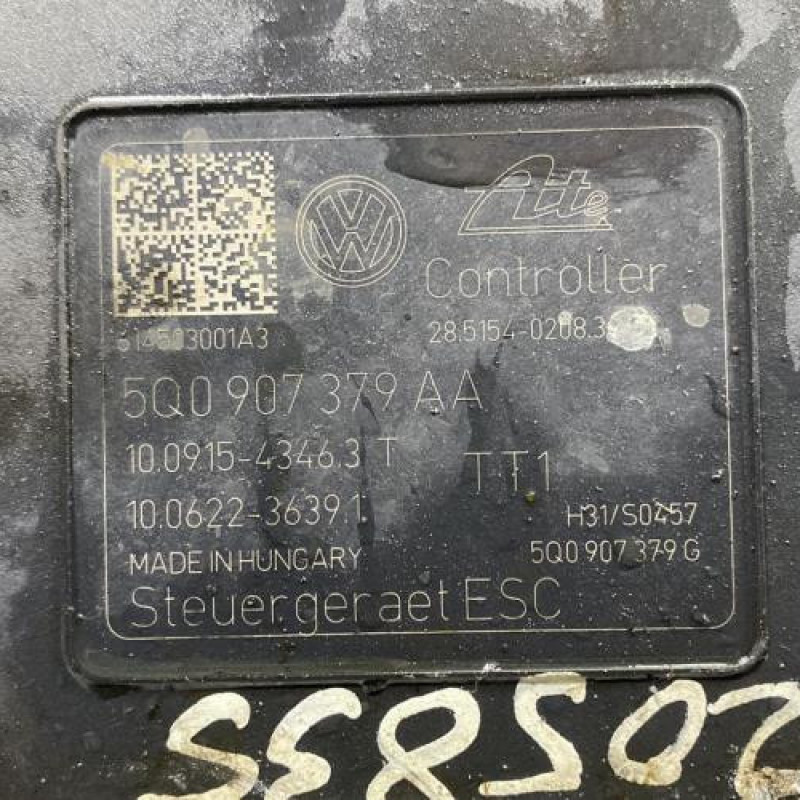 Ate
Controller
5Q0 907 379 AA
10.0915-4346.3 T
TT1
10.0622-3639.1
H31/S0457
MADE IN HUNGARY
5Q0 907 379 G
Steuergeraet ESC